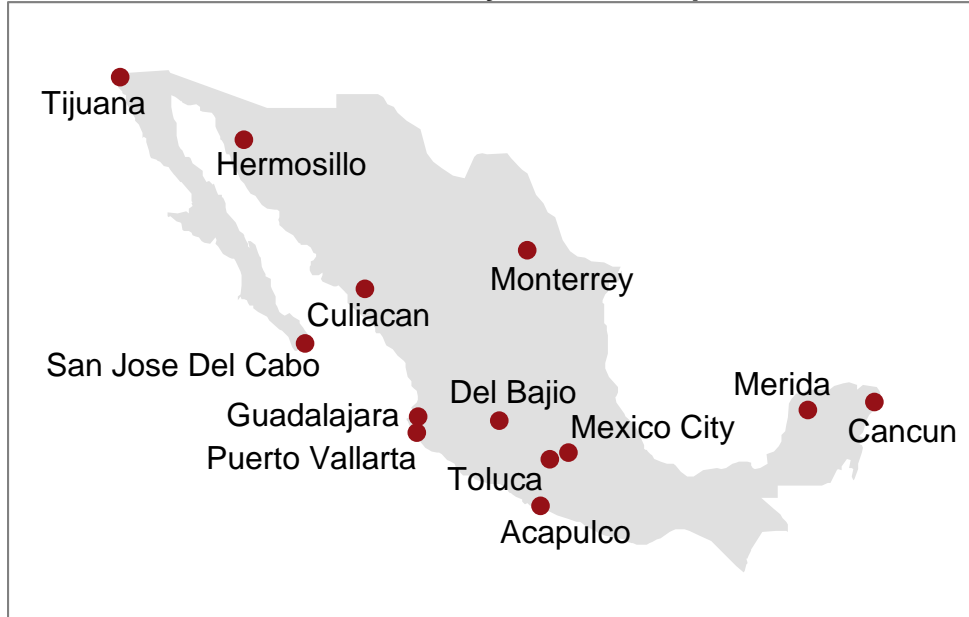 Tijuana
Hermosillo
Monterrey
Culiacan
San Jose Del Cabo
Merida
Del Bajio
Guadalajara
Mexico City
Cancun
Puerto Vallarta
Toluca
Acapulco